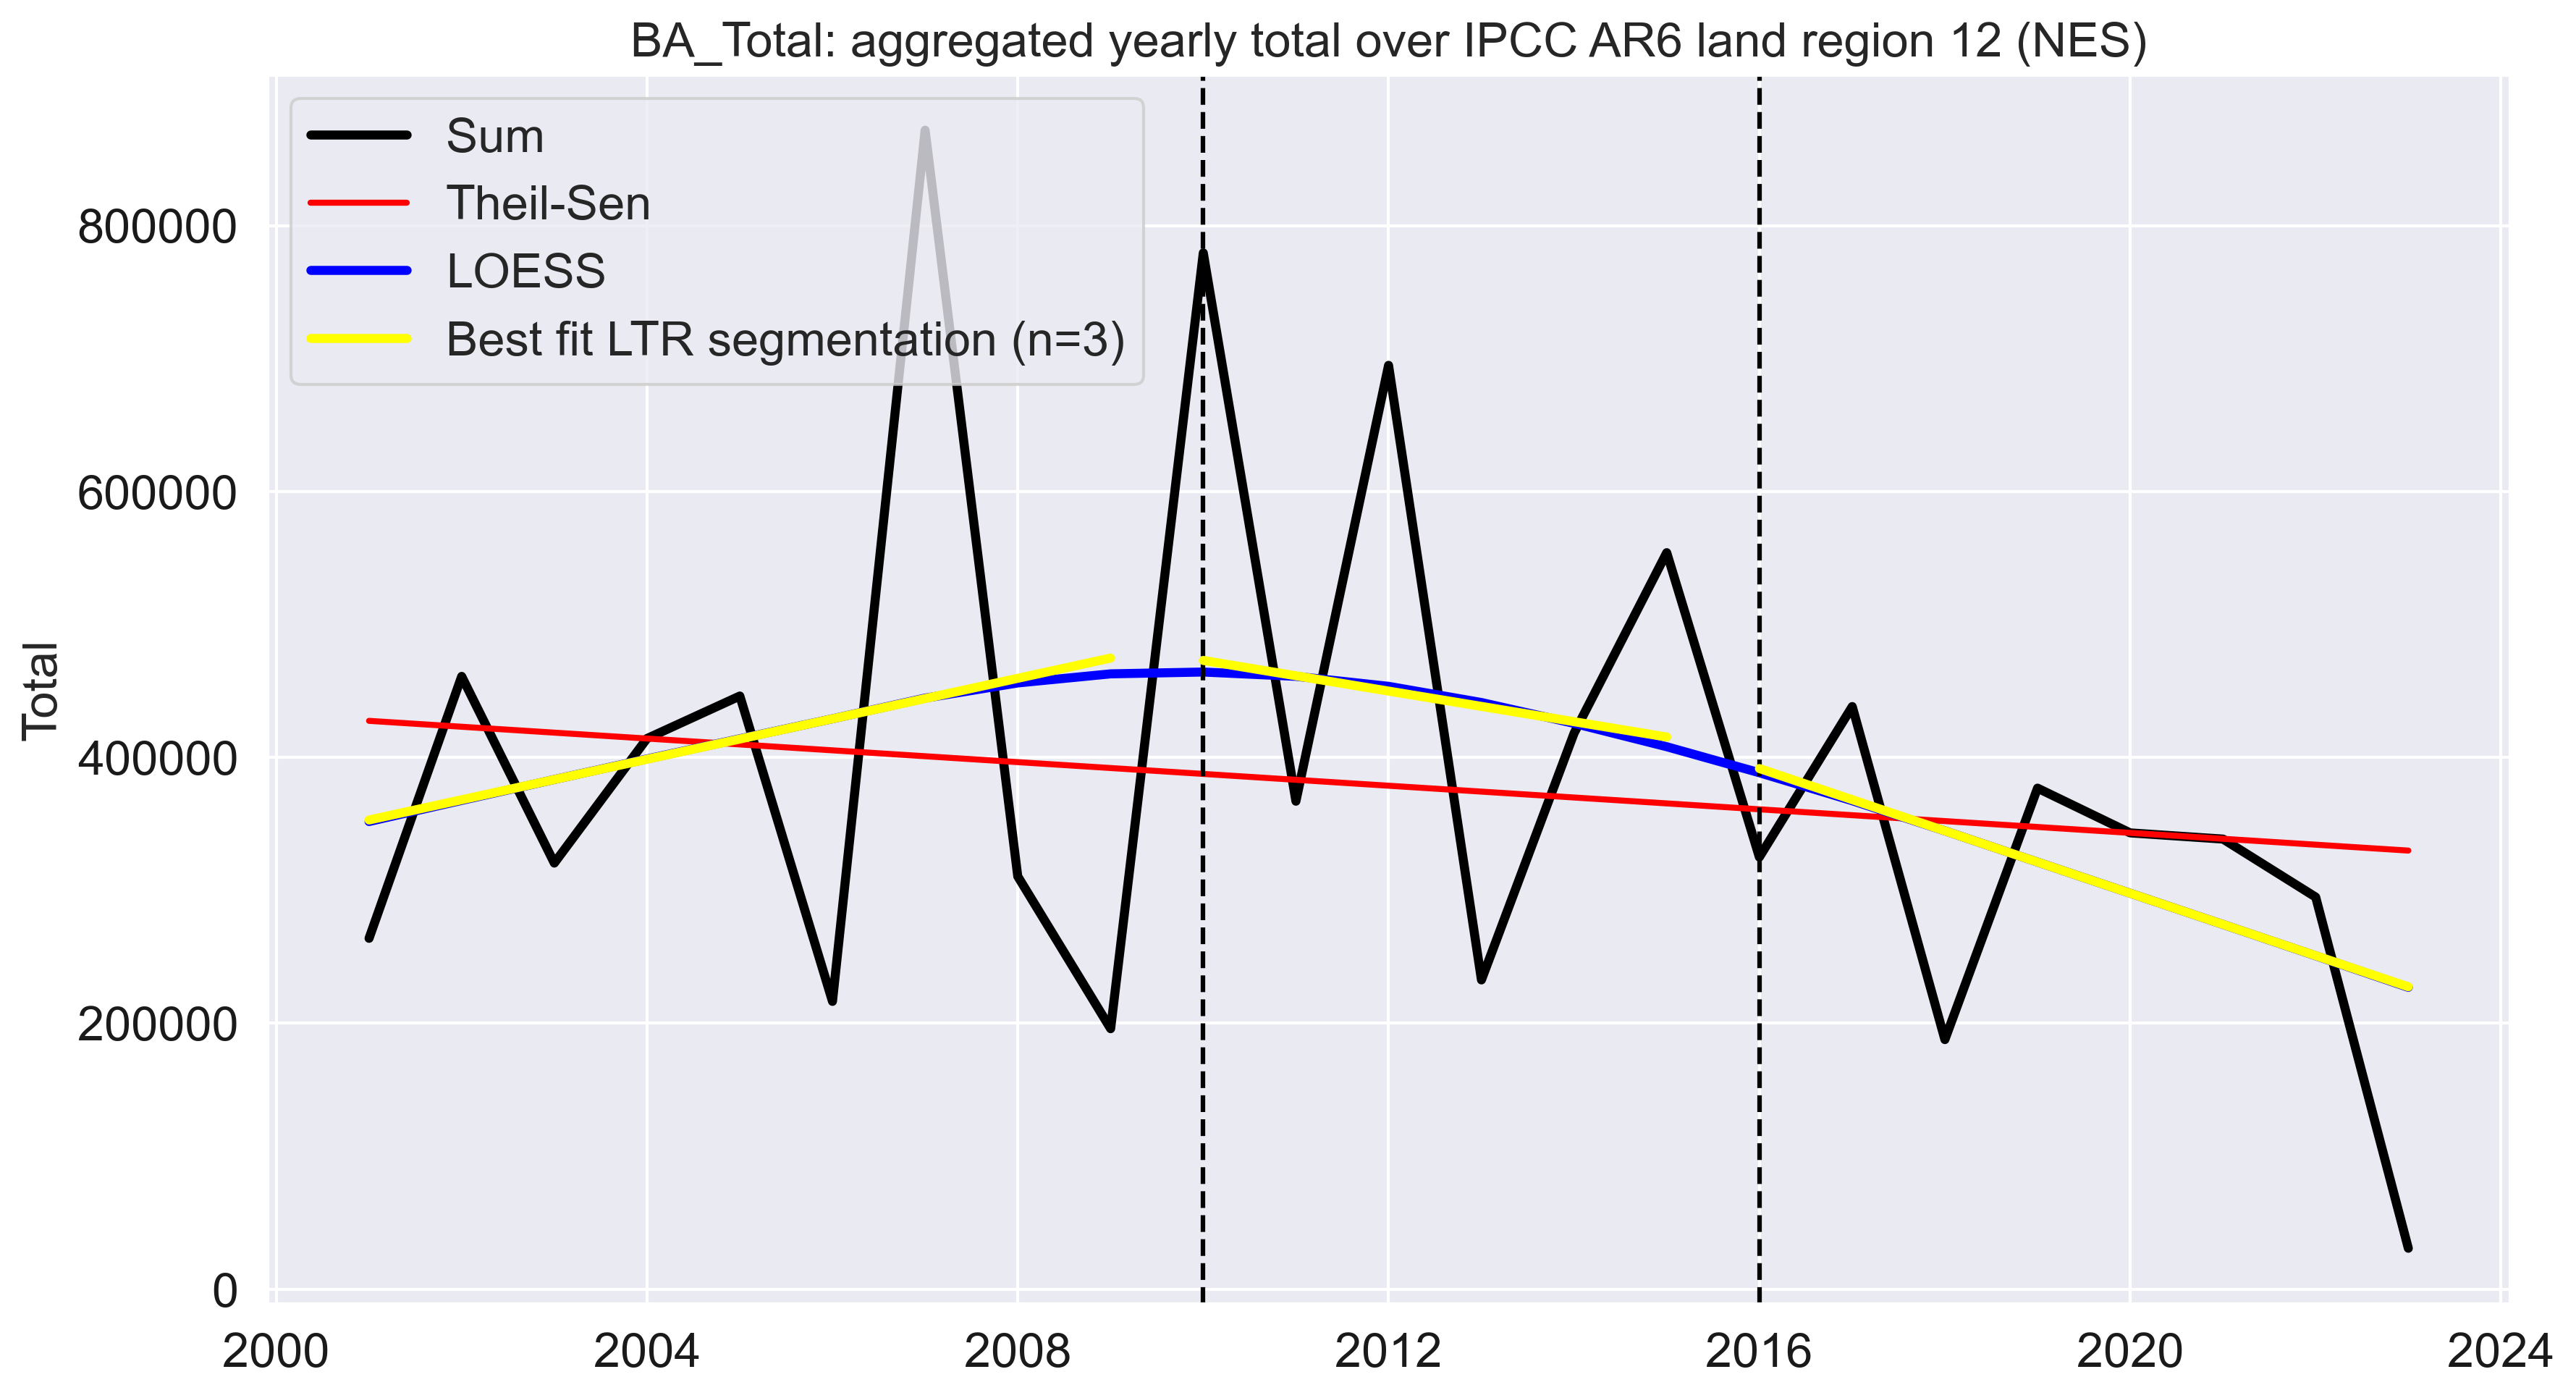 BA_Total: aggregated yearly total over IPCC AR6 land region 12 (NES)
Sum
Theil-Sen
LOESS
Best fit LTR segmentation (n=3)
Total
800000
600000
400000
200000
0
2000 2004 2008 2012 2016 2020 2024